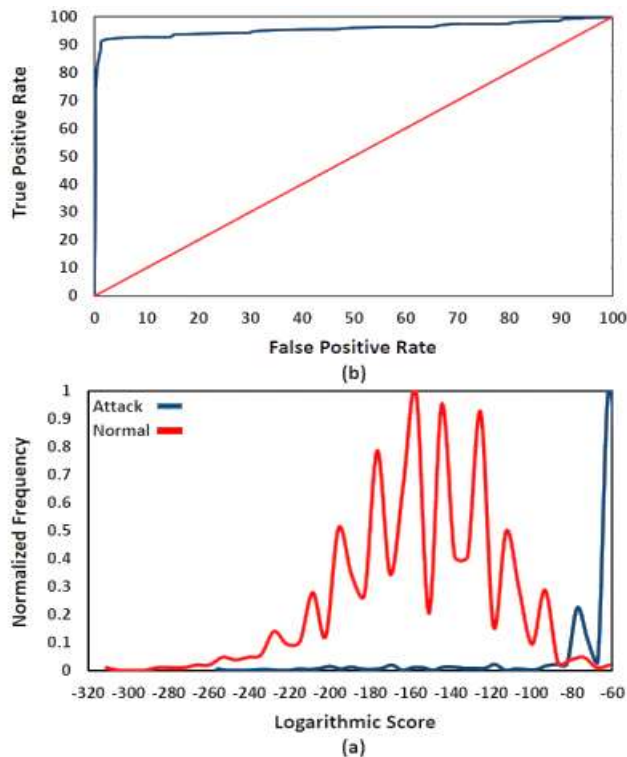 100
90
80
70
60
50
40
30
20
10
0
True Positive Rate
0 10 20 30 40 50 60 70 80 90 100
False Positive Rate
(b)
1
0.9
0.8
0.7
0.6
0.5
0.4
0.3
0.2
0.1
0
Normalized Frequency
Attack
Normal
-320 -300 -280 -260 -240 -220 -200 -180 -160 -140 -120 -100 -80 -60
Logarithmic Score
(a)